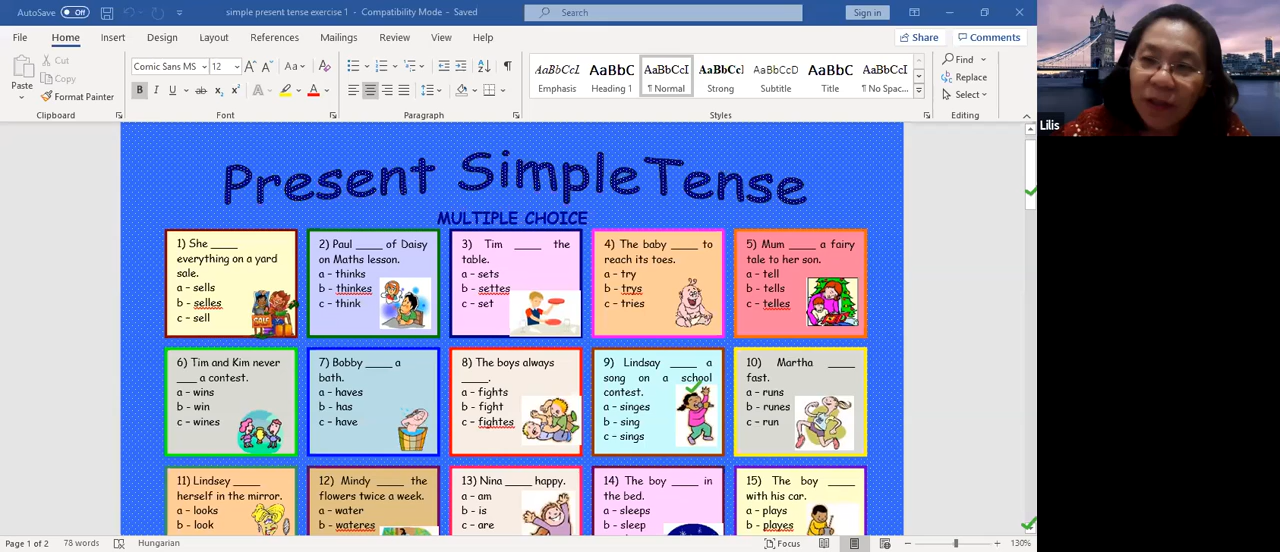 AutoSave Off simple present tense exercise 1 - Compatibility Mode - Saved Search Sign in
File Home Insert Design Layout References Mailings Review View Help Share Comments
Paste Cut Copy Format Painter
Clipboard
Comic Sans MS 12
Font
Paragraph
AaBbCcL AaBbC AaBbCcI AaBbCcl AaBbCcD AaBbC AaBbCcI
Emphasis Heading 1 ¶ Normal Strong Subtitle Title ¶ No Spac...
Styles
Find
Replace
Select
Editing
Lilis
Present Simple Tense
MULTIPLE CHOICE
1) She ____
everything on a yard
sale.
a – sells
b - selles
c – sell
2) Paul ____ of Daisy
on Maths lesson.
a – thinks
b - thinkes
c – think
3) Tim ____ the
table.
a – sets
b - settes
c – set
4) The baby ____ to
reach its toes.
a – try
b - trys
c – tries
5) Mum ____ a fairy
tale to her son.
a – tell
b - tells
c – telles
6) Tim and Kim never
___ a contest.
a – wins
b - win
c – wines
7) Bobby ____ a
bath.
a – haves
b - has
c – have
8) The boys always
____.
a – fights
b - fight
c – fightes
9) Lindsay ____ a
song on a school
contest.
a – singes
b - sing
c – sings
10) Martha ____
fast.
a – runs
b - runes
c – run
11) Lindsey ____
herself in the mirror.
a – looks
b - look
12) Mindy ____ the
flowers twice a week.
a – water
b - wateres
13) Nina ____ happy.
a – am
b - is
c – are
14) The boy ____ in
the bed.
a – sleeps
b - sleep
15) The boy ____
with his car.
a – plays
b - playes
Page 1 of 2 78 words Hungarian Focus 130%